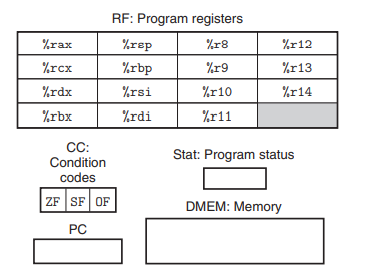 RF: Program registers
%rax %rsp %r8 %r12
%rcx %rbp %r9 %r13
%rdx %rsi %r10 %r14
%rbx %rdi %r11
CC:
Condition
codes
ZF SF OF
Stat: Program status
DMEM: Memory
PC